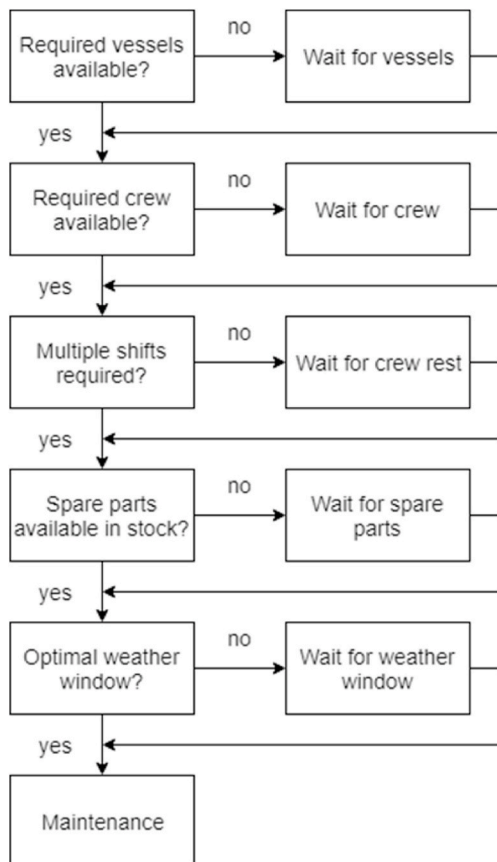 Required vessels
available?
no
Wait for vessels
yes
Required crew
available?
no
Wait for crew
yes
Multiple shifts
required?
no
Wait for crew rest
yes
Spare parts
available in stock?
no
Wait for spare
parts
yes
Optimal weather
window?
no
Wait for weather
window
yes
Maintenance